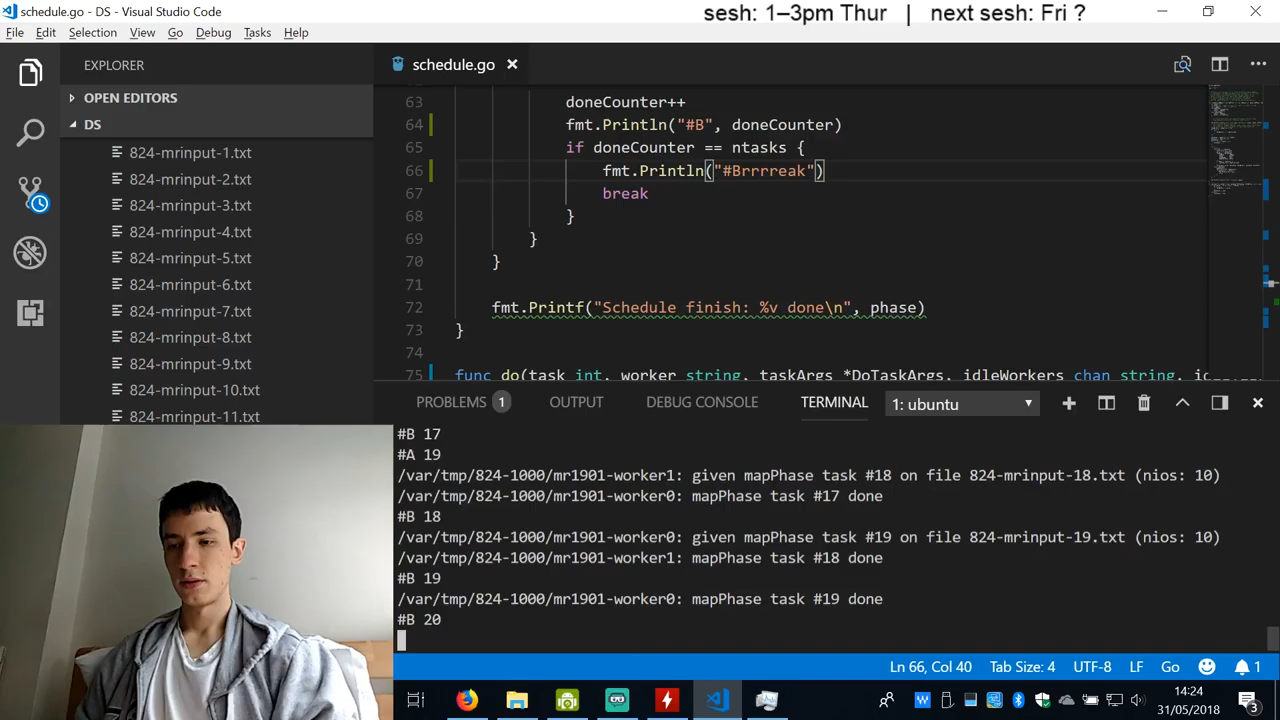 schedule.go - DS - Visual Studio Code
sesh: 1–3pm Thur | next sesh: Fri ?
File Edit Selection View Go Debug Tasks Help
EXPLORER
schedule.go
OPEN EDITORS
DS
824-mrinput-1.txt
824-mrinput-2.txt
824-mrinput-3.txt
824-mrinput-4.txt
824-mrinput-5.txt
824-mrinput-6.txt
824-mrinput-7.txt
824-mrinput-8.txt
824-mrinput-9.txt
824-mrinput-10.txt
824-mrinput-11.txt
63 doneCounter++
64 fmt.Println("#B", doneCounter)
65 if doneCounter == ntasks {
66 fmt.Println("#Brrrreak")
67 break
68 }
69 }
70 }
71
72 fmt.Printf("Schedule finish: %v done\n", phase)
73 }
74
75 func do(task int, worker string, taskArgs *DoTaskArgs, idleWorkers chan string,
PROBLEMS 1 OUTPUT DEBUG CONSOLE TERMINAL 1: ubuntu
#B 17
#A 19
/var/tmp/824-1000/mr1901-worker1: given mapPhase task #18 on file 824-mrinput-18.txt (nios: 10)
/var/tmp/824-1000/mr1901-worker0: mapPhase task #17 done
#B 18
/var/tmp/824-1000/mr1901-worker0: given mapPhase task #19 on file 824-mrinput-19.txt (nios: 10)
/var/tmp/824-1000/mr1901-worker1: mapPhase task #18 done
#B 19
/var/tmp/824-1000/mr1901-worker0: mapPhase task #19 done
#B 20
Ln 66, Col 40 Tab Size: 4 UTF-8 LF Go 1
14:24
31/05/2018
3